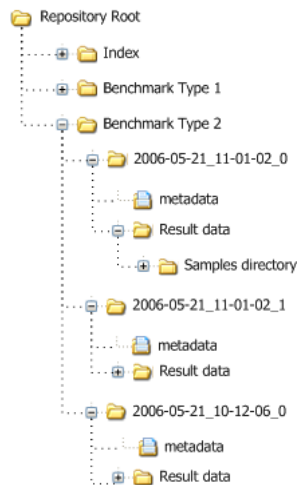 Repository Root
Index
Benchmark Type 1
Benchmark Type 2
2006-05-21_11-01-02_0
metadata
Result data
Samples directory
2006-05-21_11-01-02_1
metadata
Result data
2006-05-21_10-12-06_0
metadata
Result data